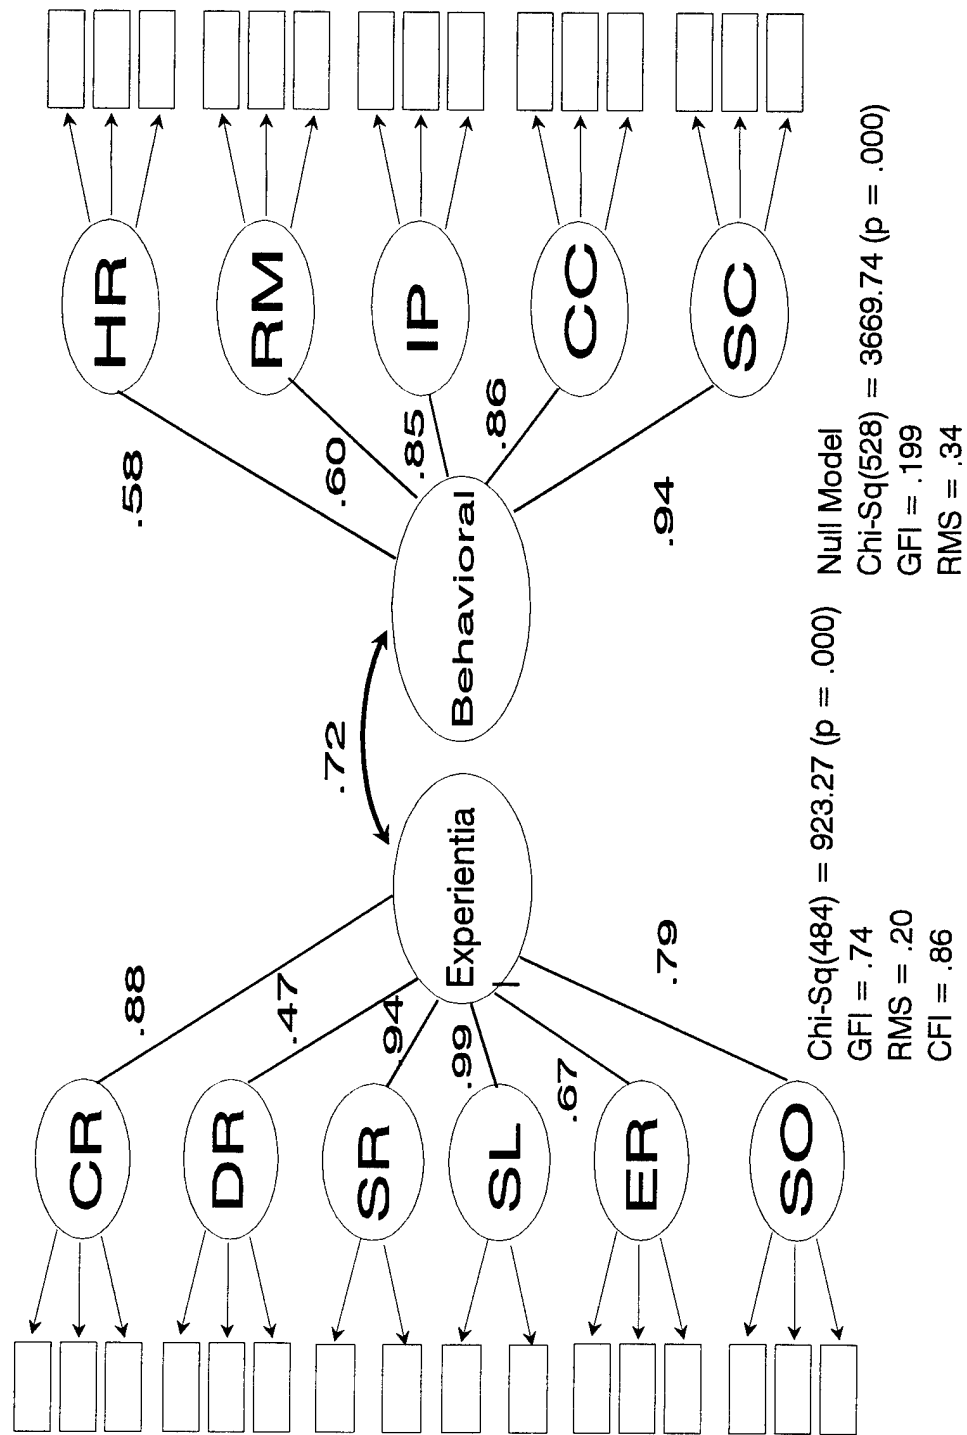 CR
DR
SR
SL
ER
SO
.88
.47
.94
.99
.67
.79
Experientia
l
.72
Behavioral
.58
.60
.85
.86
.94
HR
RM
IP
CC
SC
Chi-Sq(484) = 923.27 (p = .000)
GFI = .74
RMS = .20
CFI = .86
Null Model
Chi-Sq(528) = 3669.74 (p = .000)
GFI = .199
RMS = .34